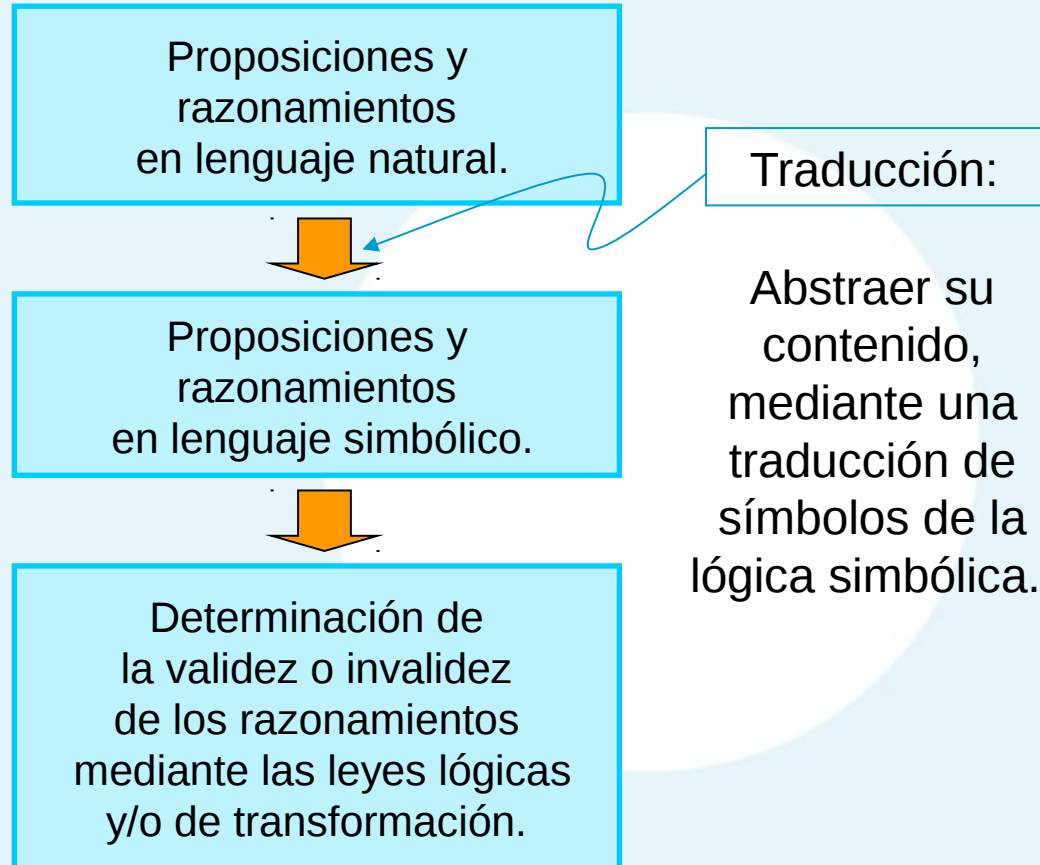 Proposiciones y
razonamientos
en lenguaje natural.
Traducción:
Proposiciones y
razonamientos
en lenguaje simbólico.
Abstraer su
contenido,
mediante una
traducción de
símbolos de la
lógica simbólica.
Determinación de
la validez o invalidez
de los razonamientos
mediante las leyes lógicas
y/o de transformación.